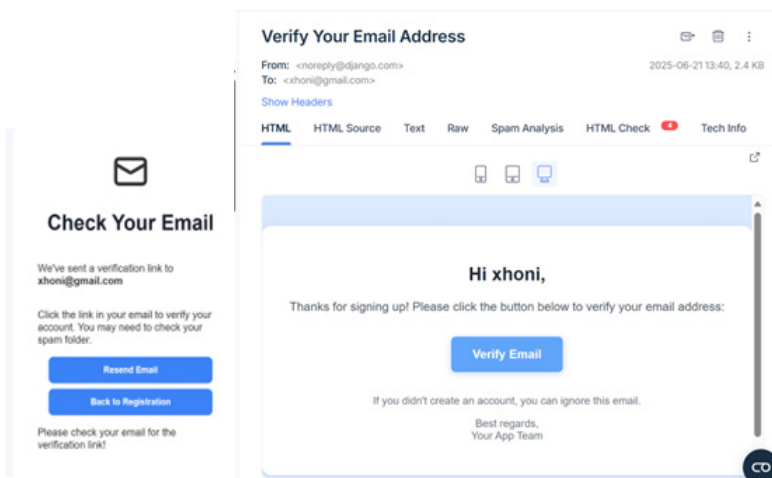 Check Your Email
We've sent a verification link to
xhoni@gmail.com
Click the link in your email to verify your
account. You may need to check your
spam folder.
Resend Email
Back to Registration
Please check your email for the
verification link!
Verify Your Email Address
From: <noreply@django.com>
2025-06-21 13:40, 2.4 KB
To: <xhoni@gmail.com>
Show Headers
HTML HTML Source Text Raw Spam Analysis HTML Check 4 Tech Info
Hi xhoni,
Thanks for signing up! Please click the button below to verify your email address:
Verify Email
If you didn't create an account, you can ignore this email.
Best regards,
Your App Team